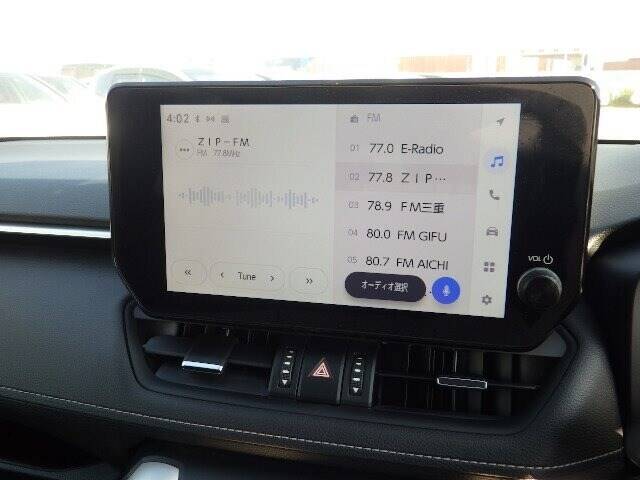 4:02
FM
ZIP-FM
FM 77.8MHz
01 77.0 E-Radio
02 77.8 ZIP…
03 78.9 FM三重
04 80.0 FM GIFU
05 80.7 FM AICHI
Tune
オーディオ選択
VOL